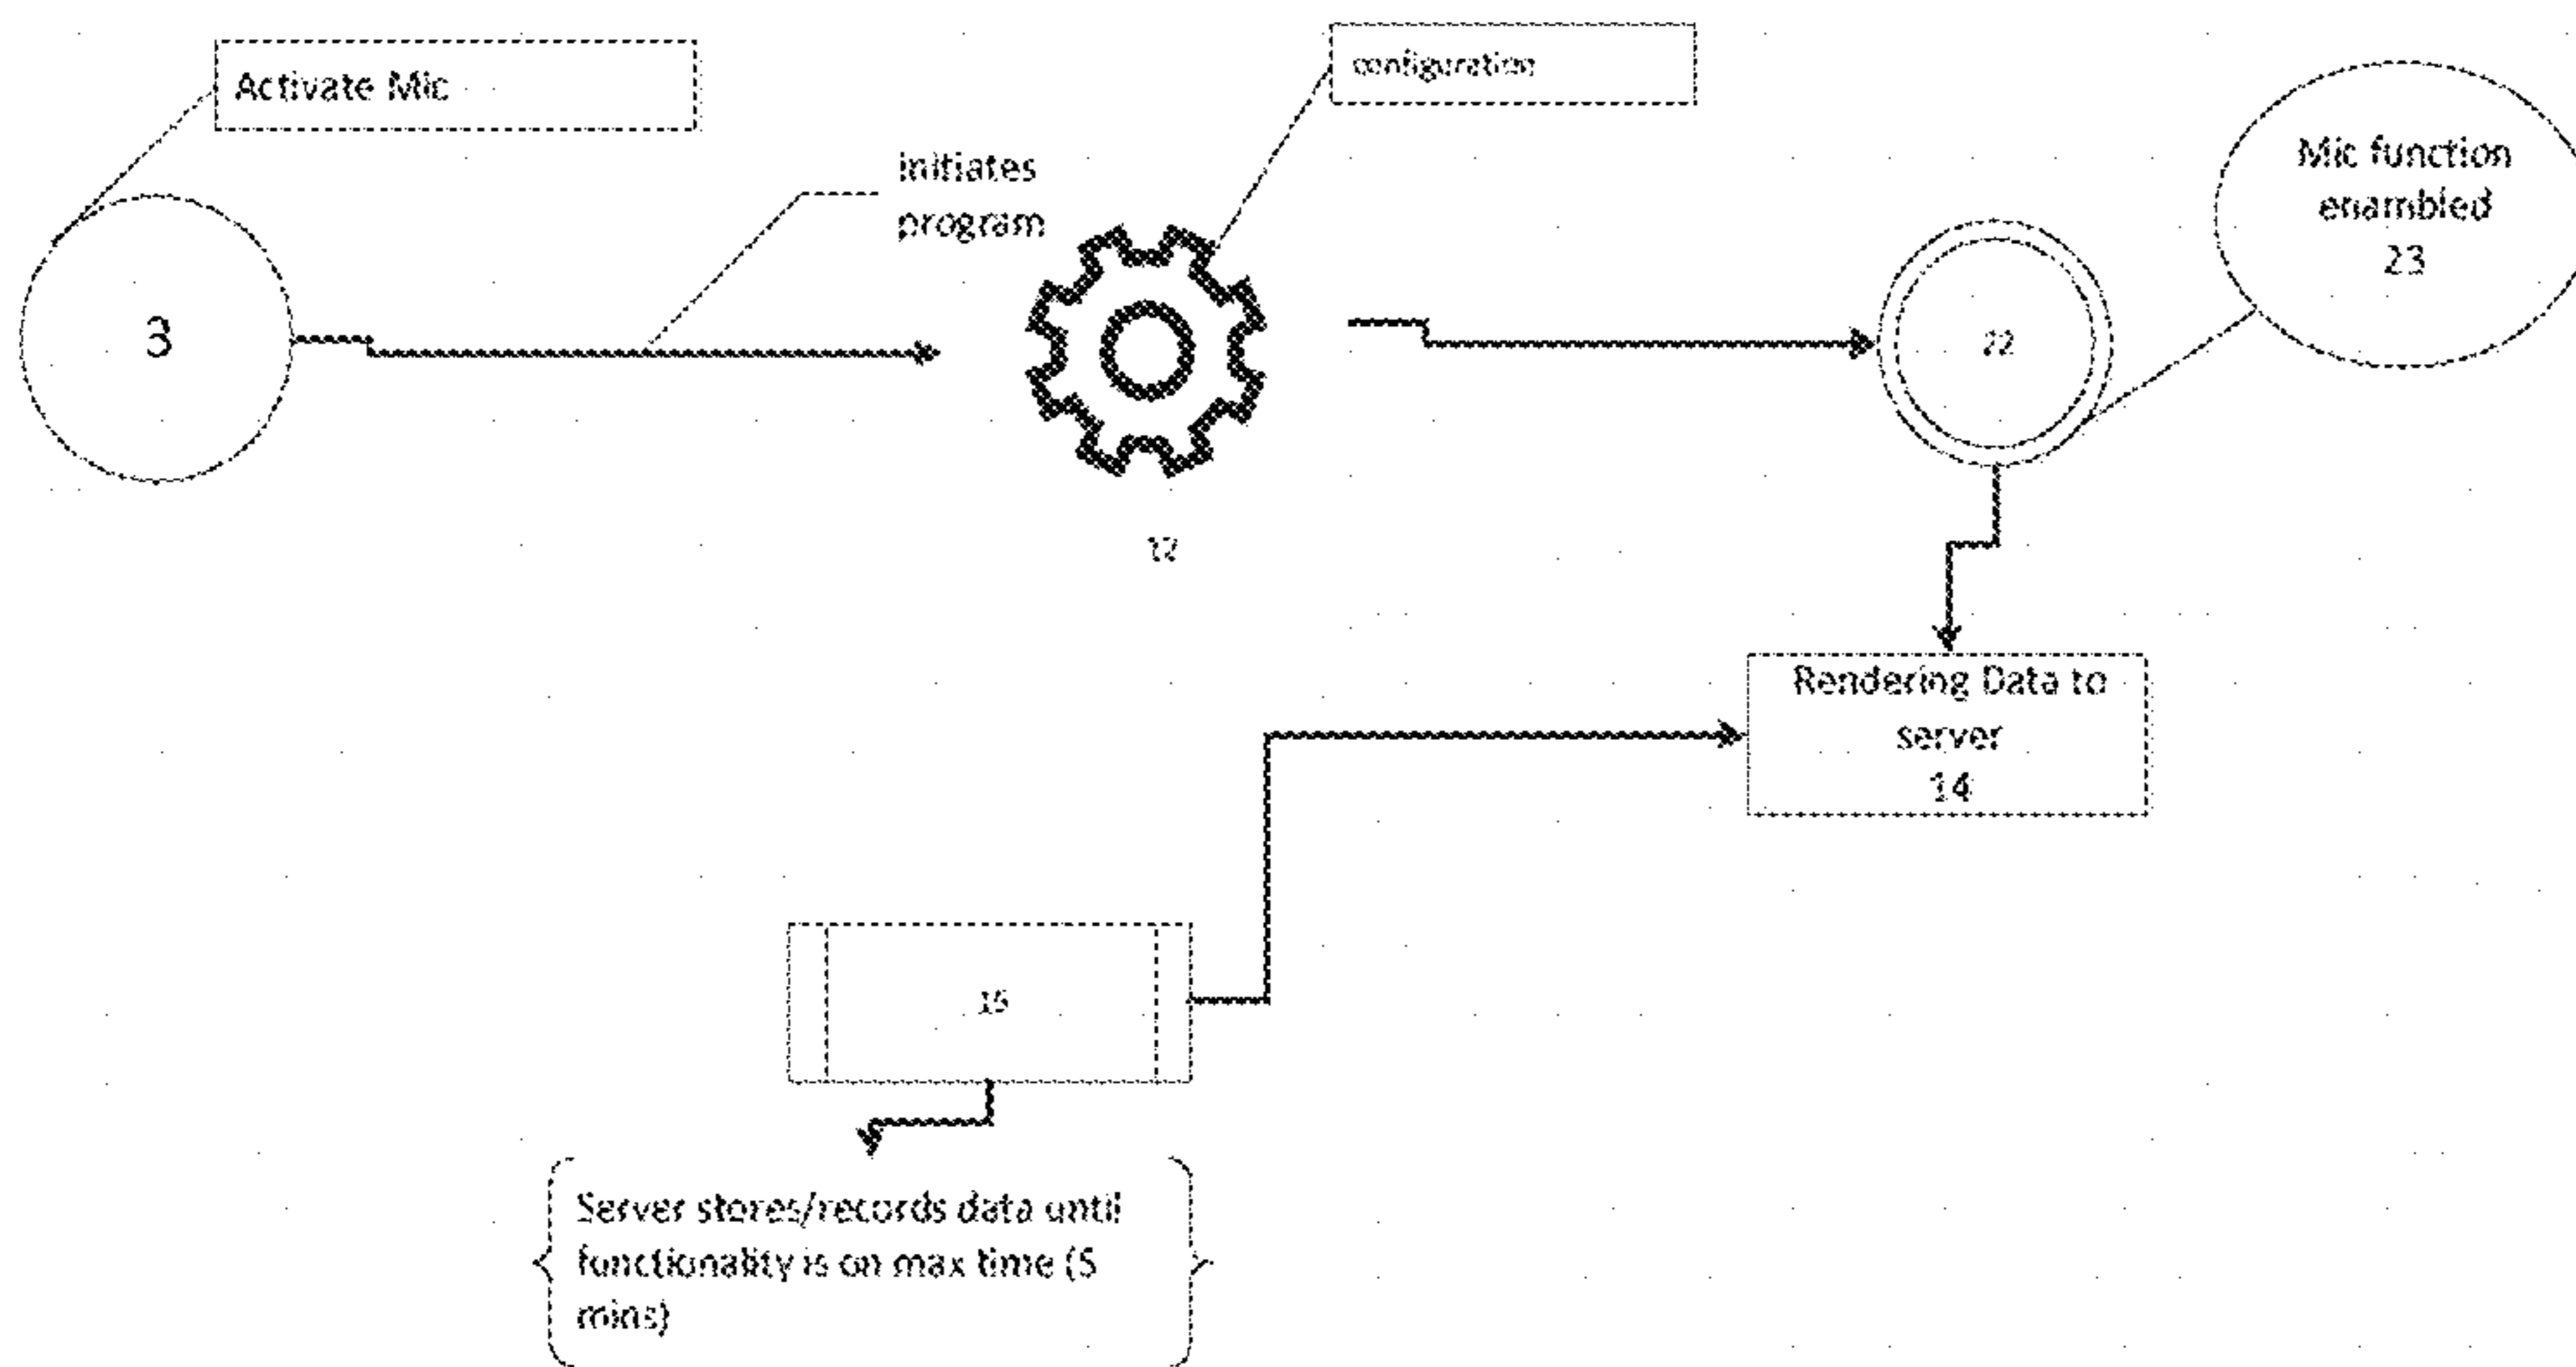 Activate Mic
configuration
initiates
program
Mic function
enambled
23
3
22
12
Rendering Data to
server
14
15
Server stores/records data until
functionality is on max time (5
mins)